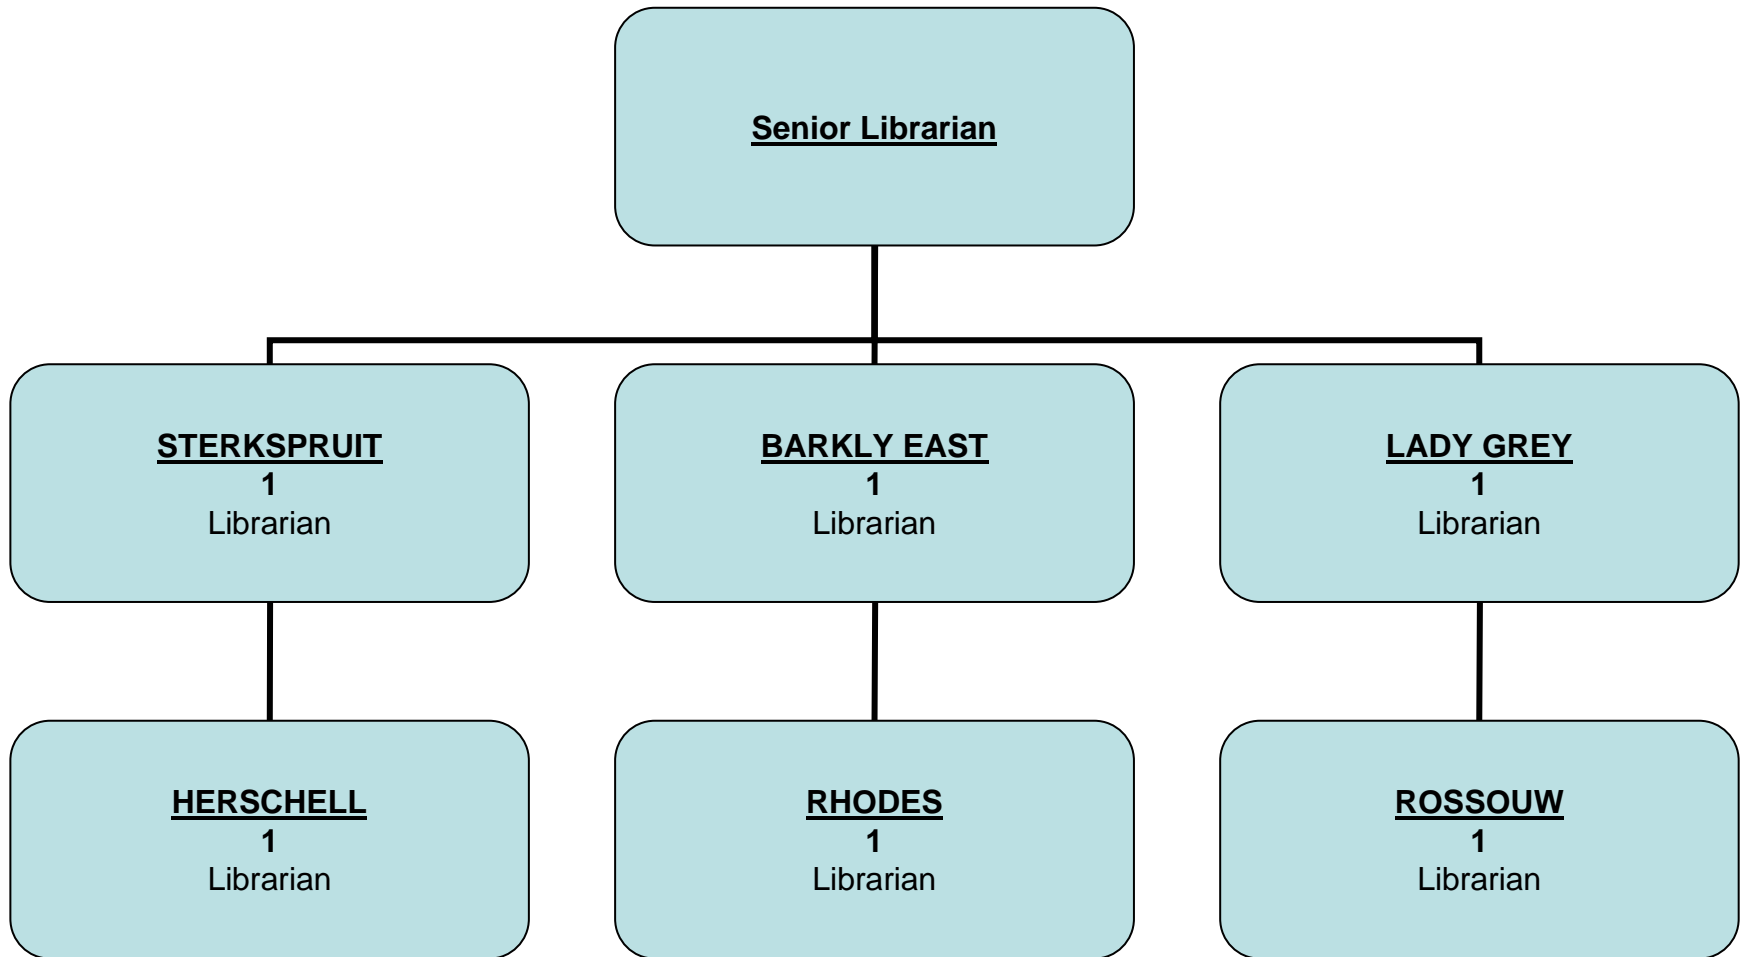 Senior Librarian
STERKSPRUIT
1
Librarian
BARKLY EAST
1
Librarian
LADY GREY
1
Librarian
HERSCHELL
1
Librarian
RHODES
1
Librarian
ROSSOUW
1
Librarian